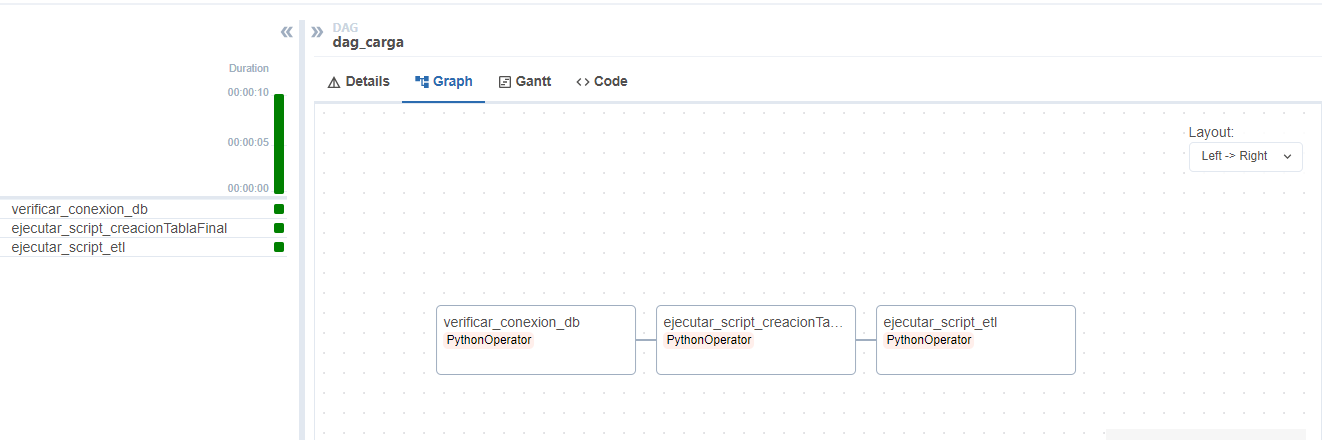 «
»
DAG
dag_carga
Duration
00:00:10
00:00:05
00:00:00
verificar_conexion_db
ejecutar_script_creacionTablaFinal
ejecutar_script_etl
Details
Graph
Gantt
<> Code
Layout:
Left -> Right
verificar_conexion_db
PythonOperator
ejecutar_script_creacionTa...
PythonOperator
ejecutar_script_etl
PythonOperator